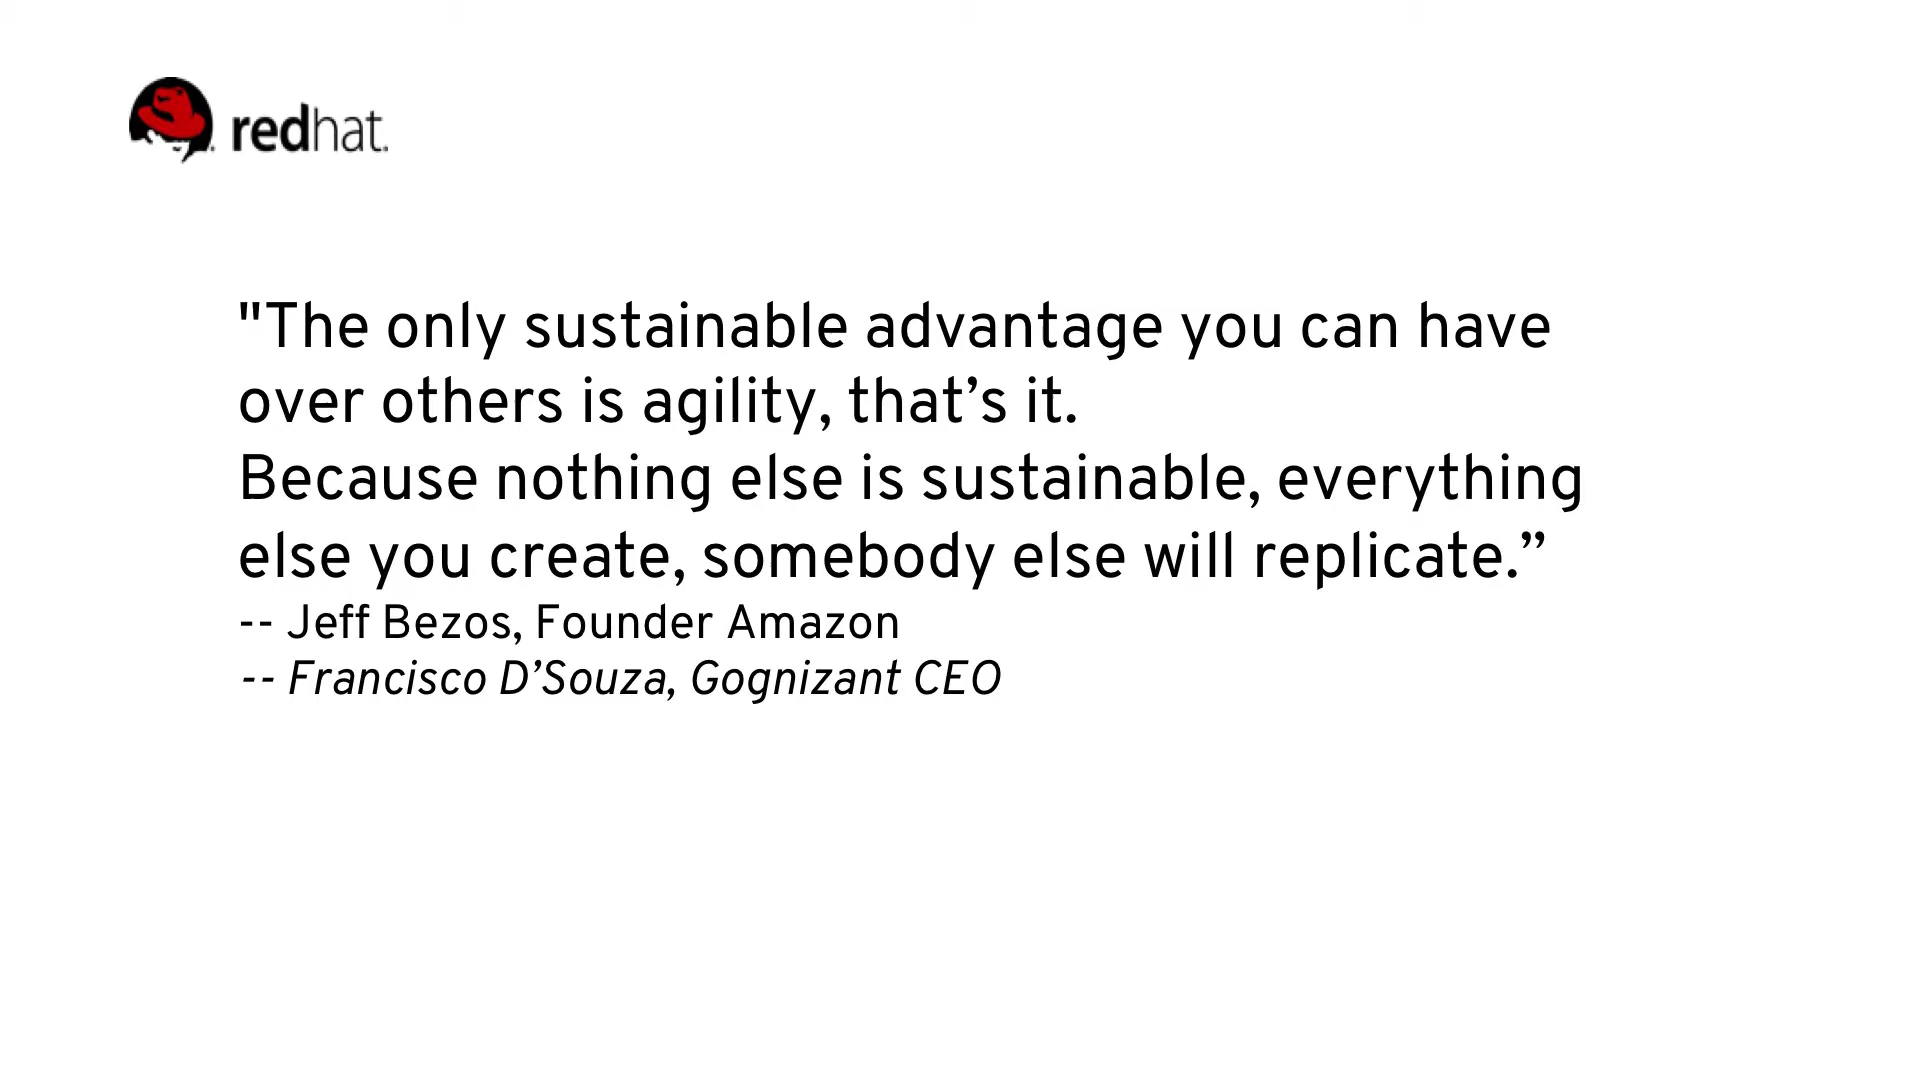 redhat.
"The only sustainable advantage you can have
over others is agility, that’s it.
Because nothing else is sustainable, everything
else you create, somebody else will replicate.”
-- Jeff Bezos, Founder Amazon
-- Francisco D’Souza, Gognizant CEO